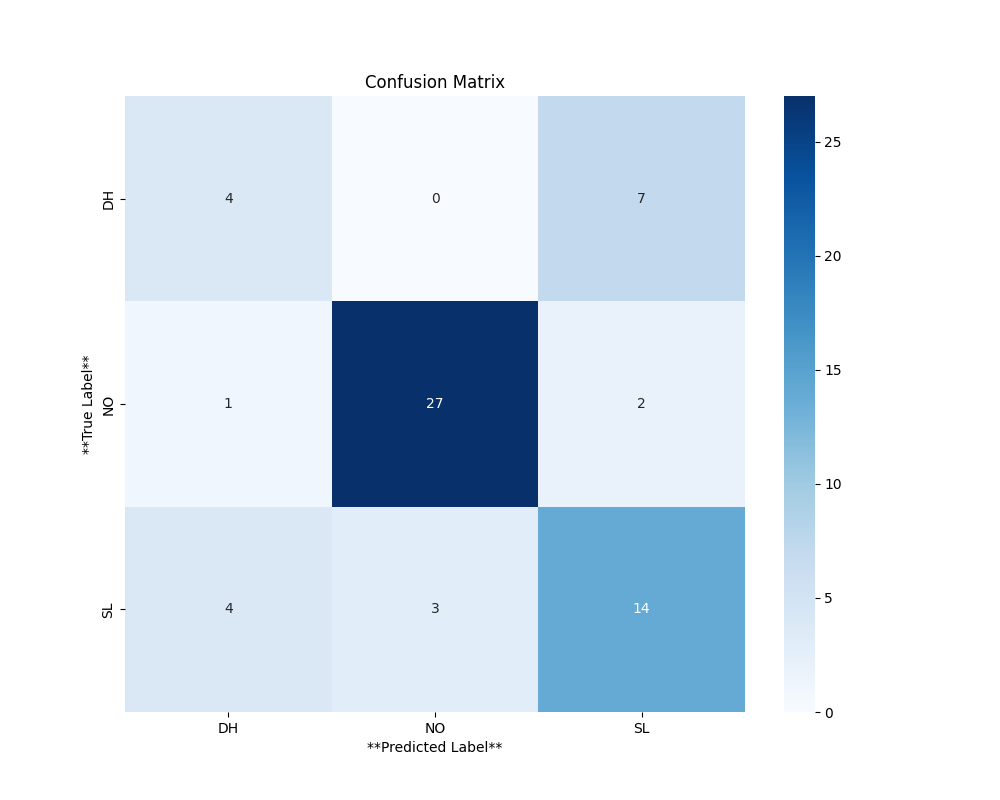 Confusion Matrix
DH
4
0
7
NO
1
27
2
SL
4
3
14
**True Label**
DH
NO
SL
**Predicted Label**
25
20
15
10
5
0